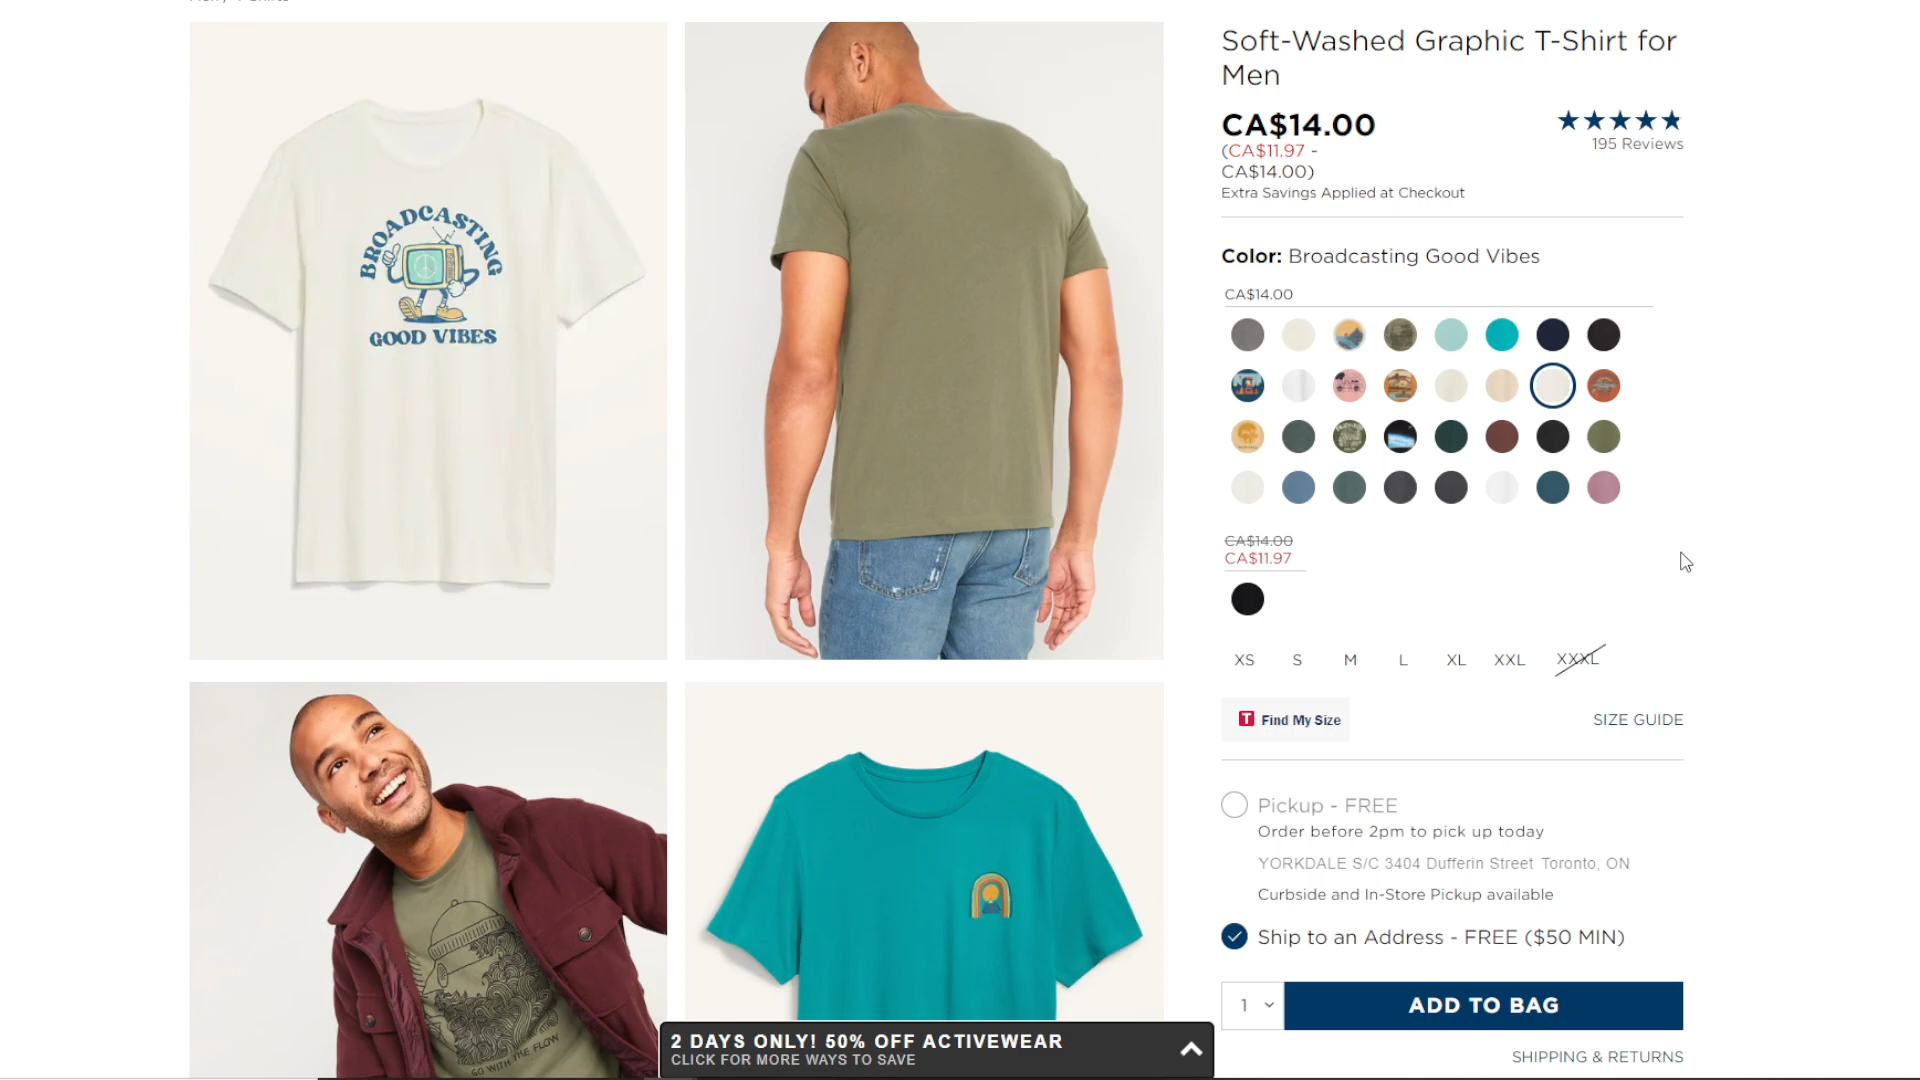 Soft-Washed Graphic T-Shirt for
Men
CA$14.00
(CA$11.97 -
CA$14.00)
195 Reviews
Extra Savings Applied at Checkout
Color: Broadcasting Good Vibes
CA$14.00
CA$14.00
CA$11.97
XS S M L XL XXL XXXL
T Find My Size
SIZE GUIDE
Pickup - FREE
Order before 2pm to pick up today
YORKDALE S/C 3404 Dufferin Street Toronto, ON
Curbside and In-Store Pickup available
Ship to an Address - FREE ($50 MIN)
1
ADD TO BAG
SHIPPING & RETURNS
BROADCASTING
GOOD VIBES
GO WITH THE FLOW
2 DAYS ONLY! 50% OFF ACTIVEWEAR
CLICK FOR MORE WAYS TO SAVE